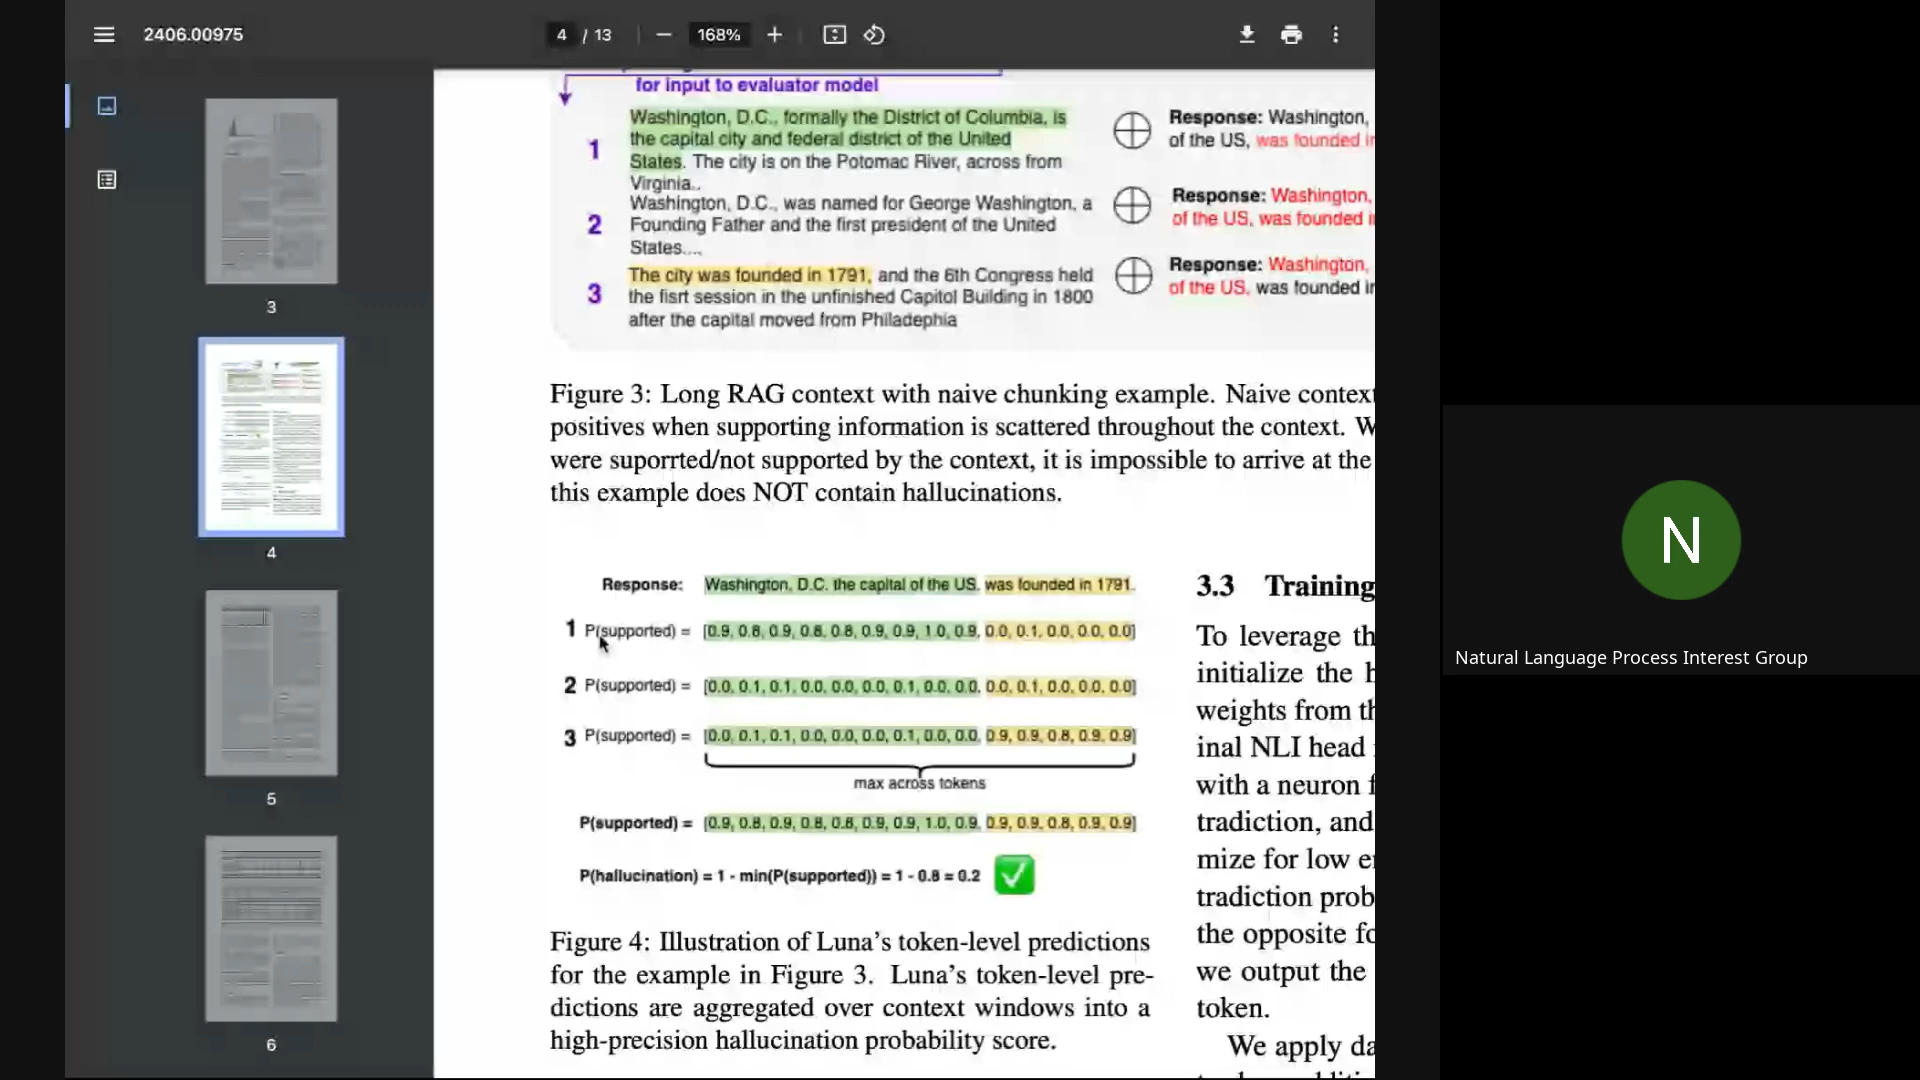 2406.00975
4 / 13
168%
for input to evaluator model
1
Washington, D.C., formally the District of Columbia, is
the capital city and federal district of the United
States. The city is on the Potomac River, across from
Virginia..
Response: Washington,
of the US, was founded in
2
Washington, D.C., was named for George Washington, a
Founding Father and the first president of the United
States....
Response: Washington,
of the US, was founded in
3
The city was founded in 1791, and the 6th Congress held
the fisrt session in the unfinished Capitol Building in 1800
after the capital moved from Philadephia
Response: Washington,
of the US, was founded in
Figure 3: Long RAG context with naive chunking example. Naive context
positives when supporting information is scattered throughout the context. W
were suporrted/not supported by the context, it is impossible to arrive at the
this example does NOT contain hallucinations.
Response: Washington, D.C. the capital of the US, was founded in 1791.
1 P(supported) = [0.9, 0.8, 0.9, 0.8, 0.8, 0.9, 0.9, 1.0, 0.9, 0.0, 0.1, 0.0, 0.0, 0.0]
2 P(supported) = [0.0, 0.1, 0.1, 0.0, 0.0, 0.0, 0.1, 0.0, 0.0, 0.0, 0.1, 0.0, 0.0, 0.0]
3 P(supported) = [0.0, 0.1, 0.1, 0.0, 0.0, 0.0, 0.1, 0.0, 0.0, 0.9, 0.9, 0.8, 0.9, 0.9]
max across tokens
P(supported) = [0.9, 0.8, 0.9, 0.8, 0.8, 0.9, 0.9, 1.0, 0.9, 0.9, 0.9, 0.8, 0.9, 0.9]
P(hallucination) = 1 - min(P(supported)) = 1 - 0.8 = 0.2
Figure 4: Illustration of Luna's token-level predictions
for the example in Figure 3. Luna's token-level pre-
dictions are aggregated over context windows into a
high-precision hallucination probability score.
3.3 Training
To leverage th
initialize the h
weights from th
inal NLI head
with a neuron f
tradiction, and
mize for low en
tradiction prob
the opposite fo
we output the
token.
We apply da
3
4
5
6
N
Natural Language Process Interest Group